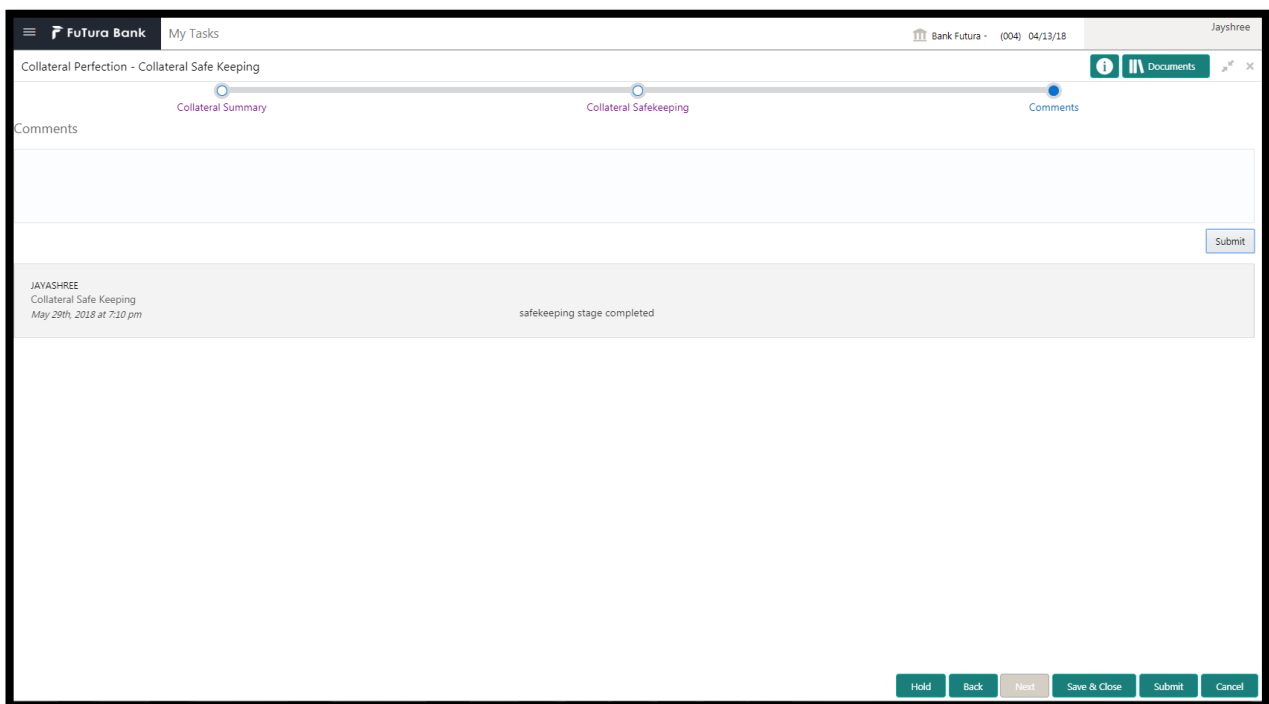 FuTura Bank
My Tasks
Bank Futura - (004) 04/13/18
Jayshree
Collateral Perfection - Collateral Safe Keeping
i
Documents
Collateral Summary
Collateral Safekeeping
Comments
Comments
Submit
JAYASHREE
Collateral Safe Keeping
May 29th, 2018 at 7:10 pm
safekeeping stage completed
Hold
Back
Next
Save & Close
Submit
Cancel